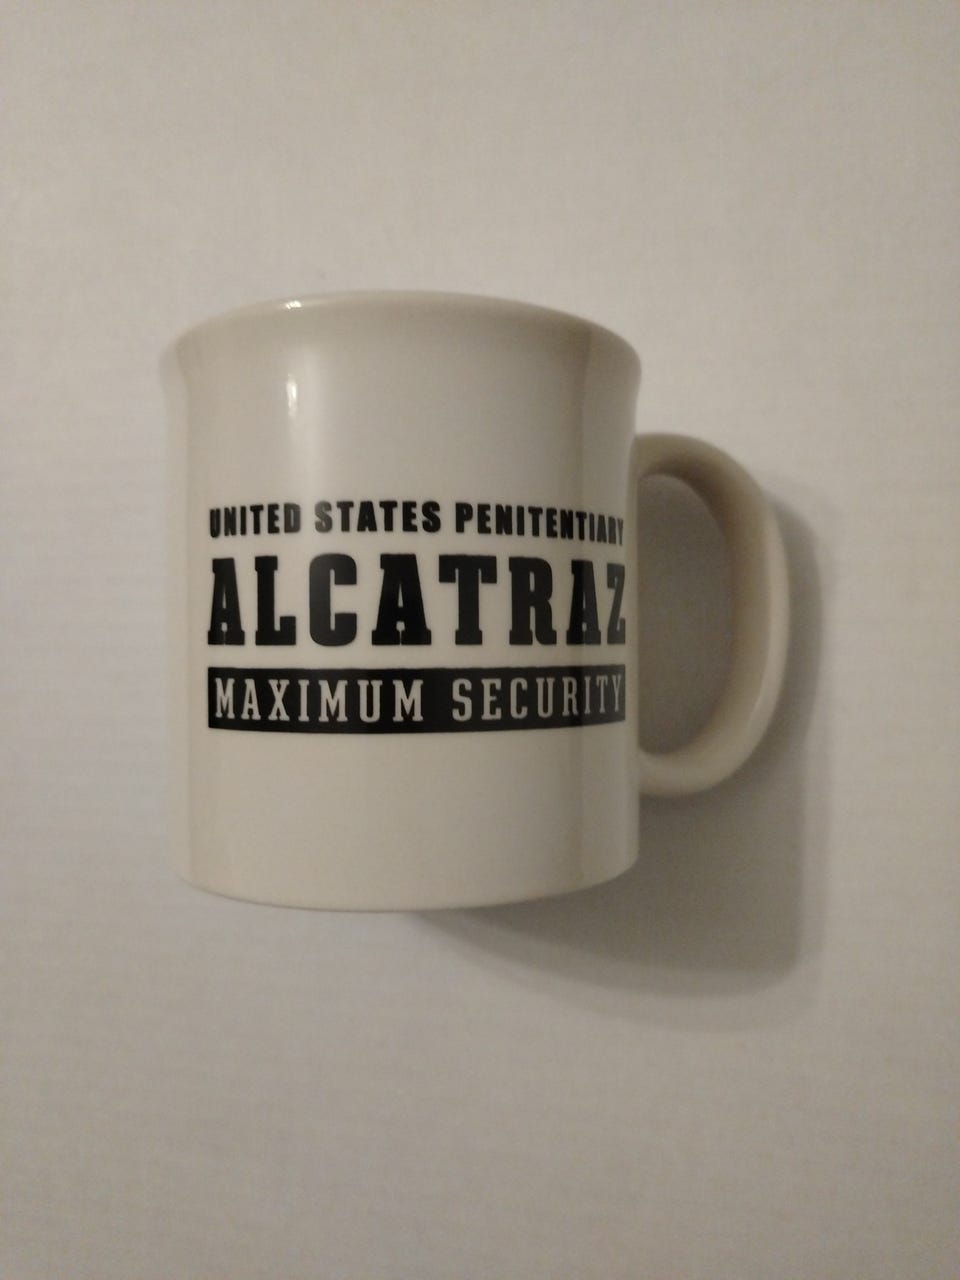 UNITED STATES PENITENTIARY
ALCATRAZ
MAXIMUM SECURITY